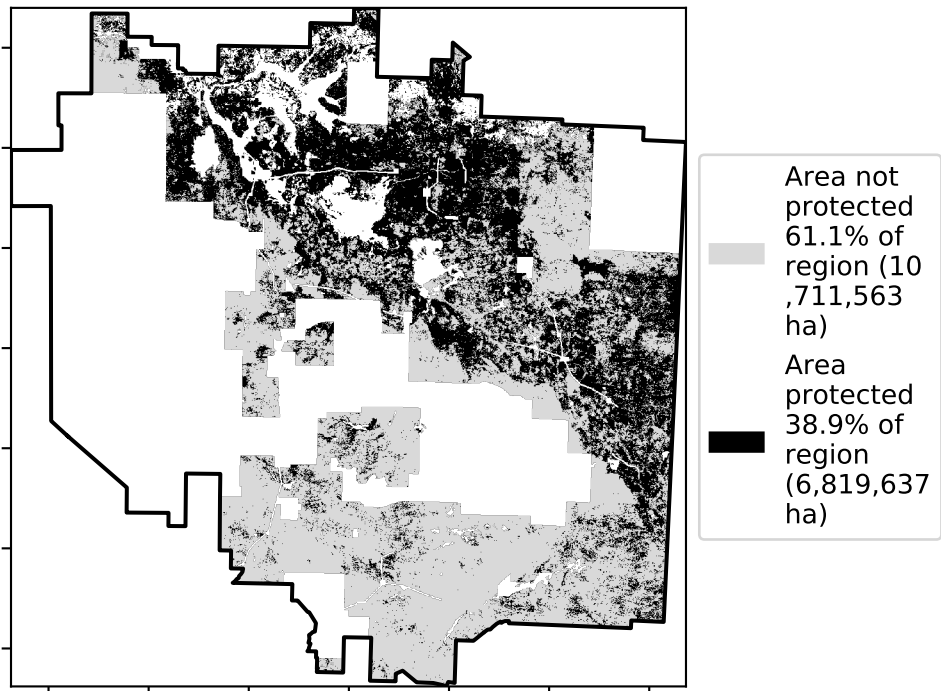 Area not
protected
61.1% of
region (10
,711,563
ha)
Area
protected
38.9% of
region
(6,819,637
ha)